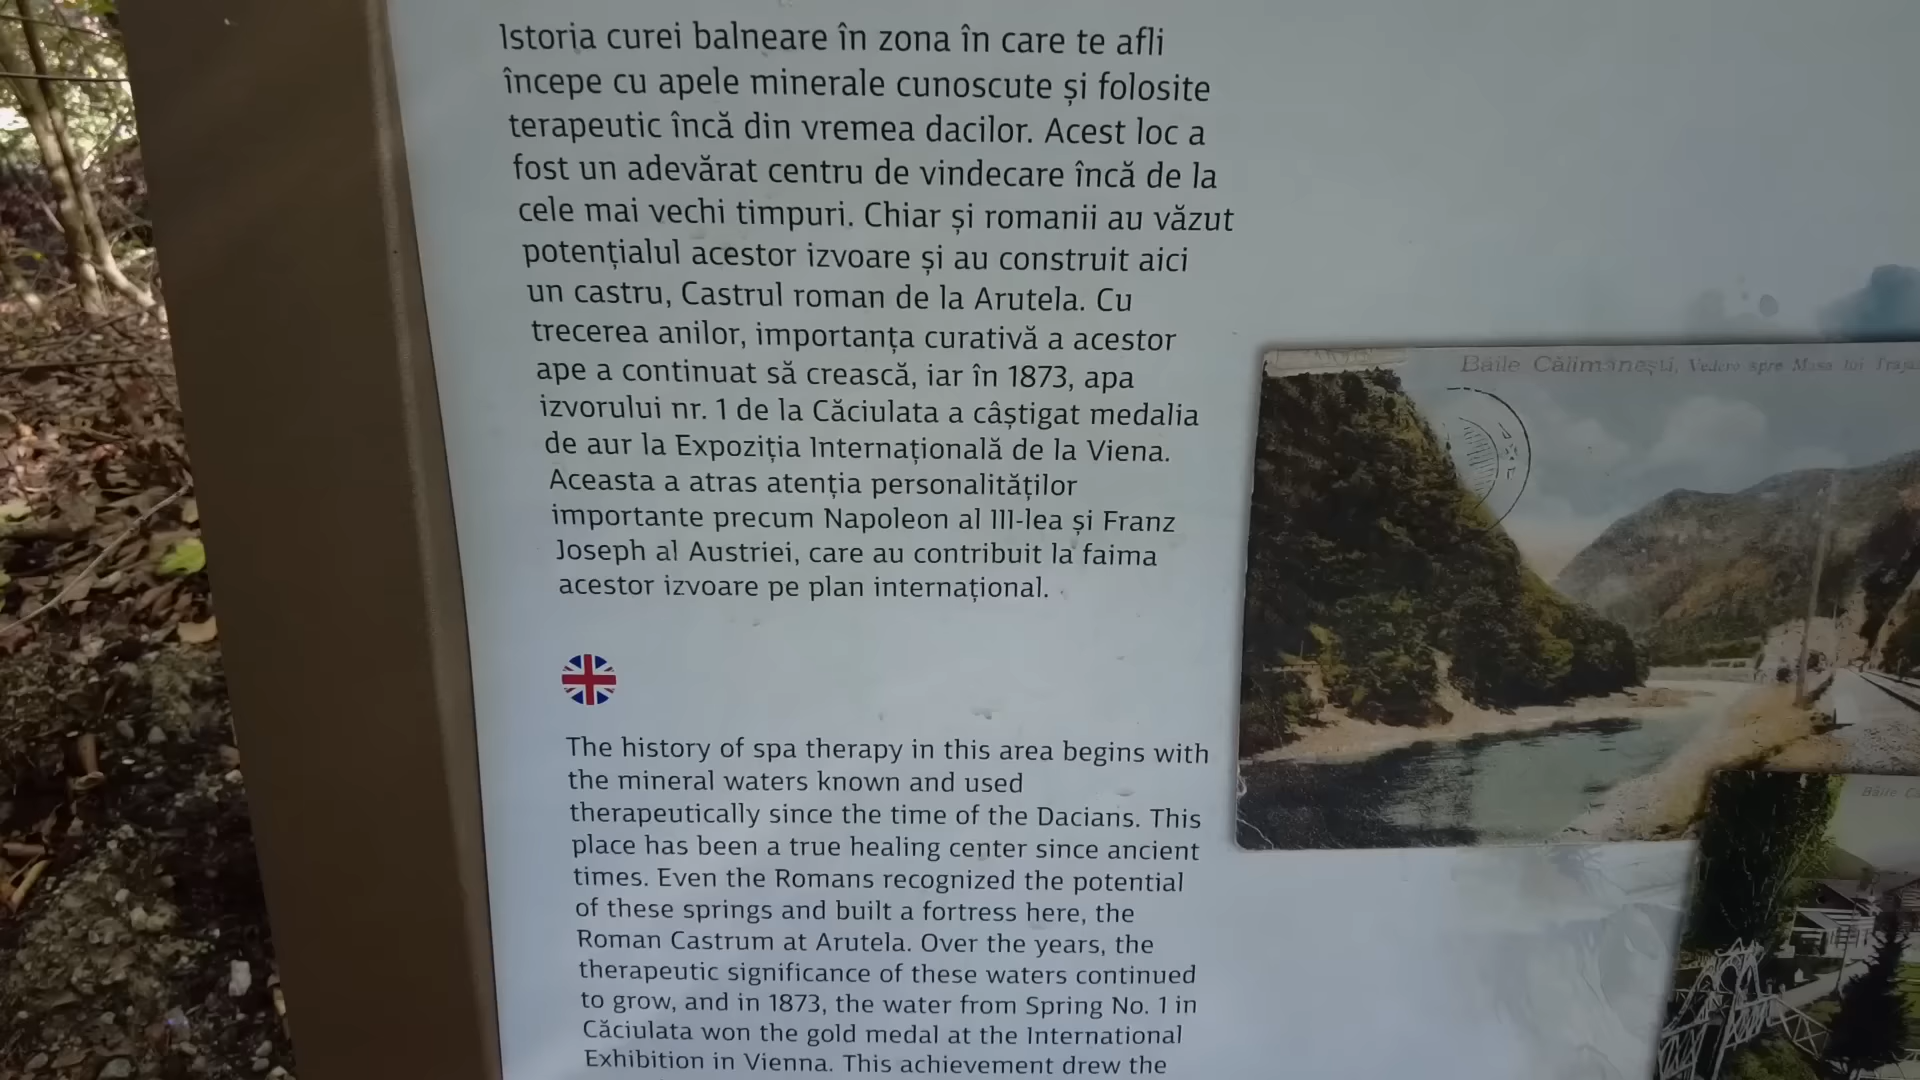 Istoria curei balneare în zona în care te afli
începe cu apele minerale cunoscute și folosite
terapeutic încă din vremea dacilor. Acest loc a
fost un adevărat centru de vindecare încă de la
cele mai vechi timpuri. Chiar și romanii au văzut
potențialul acestor izvoare și au construit aici
un castru, Castrul roman de la Arutela. Cu
trecerea anilor, importanța curativă a acestor
ape a continuat să crească, iar în 1873, apa
izvorului nr. 1 de la Căciulata a câștigat medalia
de aur la Expoziția Internațională de la Viena.
Aceasta a atras atenția personalităților
importante precum Napoleon al III-lea și Franz
Joseph al Austriei, care au contribuit la faima
acestor izvoare pe plan internațional.
The history of spa therapy in this area begins with
the mineral waters known and used
therapeutically since the time of the Dacians. This
place has been a true healing center since ancient
times. Even the Romans recognized the potential
of these springs and built a fortress here, the
Roman Castrum at Arutela. Over the years, the
therapeutic significance of these waters continued
to grow, and in 1873, the water from Spring No. 1 in
Căciulata won the gold medal at the International
Exhibition in Vienna. This achievement drew the
Băile Călimănești, Vedere spre Masa lui
Băile